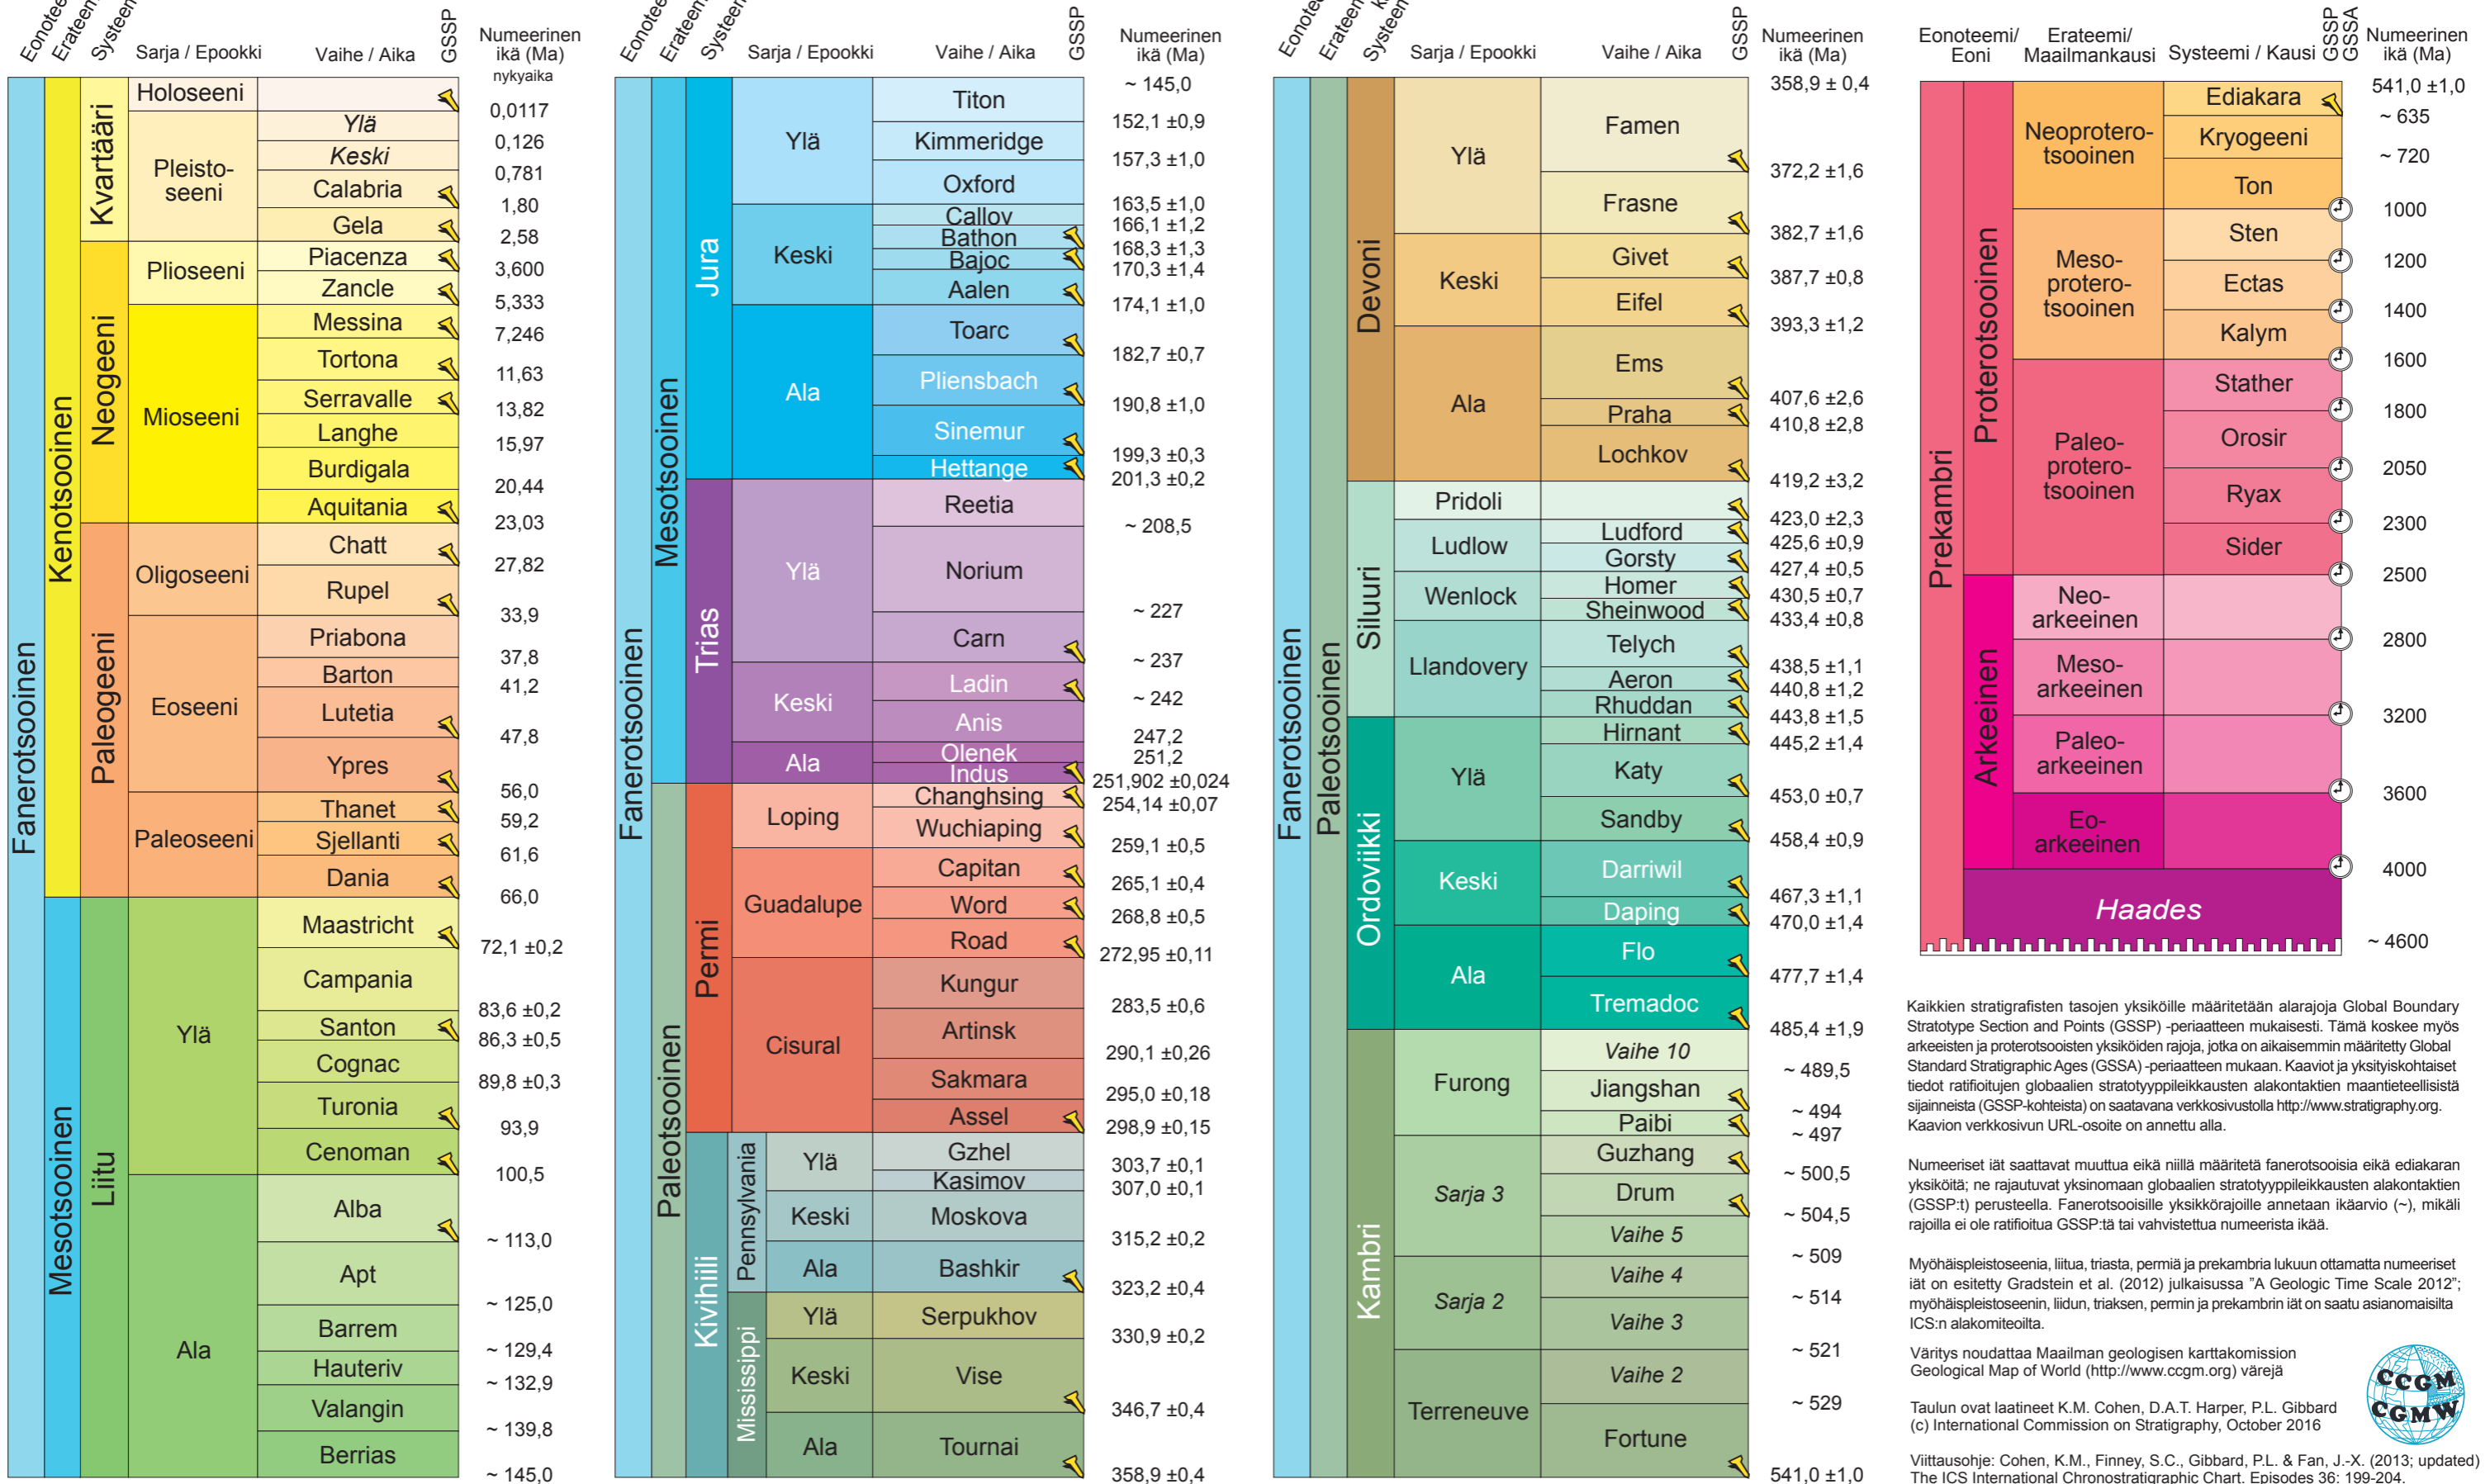 Sarja / Epookki
Vaihe / Aika
GSSP
Numeerinen
ikä (Ma)
nykyaika
Fanerotsooinen
Kenotsooinen
Kvartääri
Holoseeni
0,0117
Pleisto-
seeni
Ylä
0,126
Keski
0,781
Calabria
1,80
Gela
2,58
Neogeeni
Plioseeni
Piacenza
3,600
Zancle
5,333
Mioseeni
Messina
7,246
Tortona
11,63
Serravalle
13,82
Langhe
15,97
Burdigala
20,44
Aquitania
23,03
Paleogeeni
Oligoseeni
Chatt
27,82
Rupel
33,9
Eoseeni
Priabona
37,8
Barton
41,2
Lutetia
47,8
Ypres
56,0
Paleoseeni
Thanet
59,2
Sjellanti
61,6
Dania
66,0
Mesotsooinen
Liitu
Ylä
Maastricht
72,1 ±0,2
Campania
83,6 ±0,2
Santon
86,3 ±0,5
Cognac
89,8 ±0,3
Turonia
93,9
Cenoman
100,5
Ala
Alba
~ 113,0
Apt
~ 125,0
Barrem
~ 129,4
Hauteriv
~ 132,9
Valangin
~ 139,8
Berrias
~ 145,0
Sarja / Epookki
Vaihe / Aika
GSSP
Numeerinen
ikä (Ma)
~ 145,0
Fanerotsooinen
Mesotsooinen
Jura
Ylä
Titon
152,1 ±0,9
Kimmeridge
157,3 ±1,0
Oxford
163,5 ±1,0
Keski
Callov
166,1 ±1,2
Bathon
168,3 ±1,3
Bajoc
170,3 ±1,4
Aalen
174,1 ±1,0
Ala
Toarc
182,7 ±0,7
Pliensbach
190,8 ±1,0
Sinemur
199,3 ±0,3
Hettange
201,3 ±0,2
Trias
Ylä
Reetia
~ 208,5
Norium
~ 227
Carn
~ 237
Keski
Ladin
~ 242
Anis
247,2
Ala
Olenek
251,2
Indus
251,902 ±0,024
Paleotsooinen
Permi
Loping
Changhsing
254,14 ±0,07
Wuchiaping
259,1 ±0,5
Guadalupe
Capitan
265,1 ±0,4
Word
268,8 ±0,5
Road
272,95 ±0,11
Cisural
Kungur
283,5 ±0,6
Artinsk
290,1 ±0,26
Sakmara
295,0 ±0,18
Assel
298,9 ±0,15
Kivihiili
Pennsylvania
Ylä
Gzhel
303,7 ±0,1
Kasimov
307,0 ±0,1
Keski
Moskova
315,2 ±0,2
Ala
Bashkir
323,2 ±0,4
Mississippi
Ylä
Serpukhov
330,9 ±0,2
Keski
Vise
346,7 ±0,4
Ala
Tournai
358,9 ±0,4
Sarja / Epookki
Vaihe / Aika
GSSP
Numeerinen
ikä (Ma)
358,9 ± 0,4
Fanerotsooinen
Paleotsooinen
Devoni
Ylä
Famen
372,2 ±1,6
Frasne
382,7 ±1,6
Keski
Givet
387,7 ±0,8
Eifel
393,3 ±1,2
Ala
Ems
407,6 ±2,6
Praha
410,8 ±2,8
Lochkov
419,2 ±3,2
Siluuri
Pridoli
423,0 ±2,3
Ludlow
Ludford
425,6 ±0,9
Gorsty
427,4 ±0,5
Wenlock
Homer
430,5 ±0,7
Sheinwood
433,4 ±0,8
Llandovery
Telych
438,5 ±1,1
Aeron
440,8 ±1,2
Rhuddan
443,8 ±1,5
Ordoviikki
Ylä
Hirnant
445,2 ±1,4
Katy
453,0 ±0,7
Sandby
458,4 ±0,9
Keski
Darriwil
467,3 ±1,1
Daping
470,0 ±1,4
Ala
Flo
477,7 ±1,4
Tremadoc
485,4 ±1,9
Kambri
Furong
Vaihe 10
~ 489,5
Jiangshan
~ 494
Paibi
~ 497
Sarja 3
Guzhang
~ 500,5
Drum
~ 504,5
Vaihe 5
~ 509
Sarja 2
Vaihe 4
~ 514
Vaihe 3
~ 521
Terreneuve
Vaihe 2
~ 529
Fortune
541,0 ±1,0
Eonoteemi/
Eoni
Erateemi/
Maailmankausi
Systeemi / Kausi
GSSP
GSSA
Numeerinen
ikä (Ma)
541,0 ±1,0
Prekambri
Proterotsooinen
Neoprotero-
tsooinen
Ediakara
~ 635
Kryogeeni
~ 720
Ton
1000
Meso-
protero-
tsooinen
Sten
1200
Ectas
1400
Kalym
1600
Paleo-
protero-
tsooinen
Stather
1800
Orosir
2050
Ryax
2300
Sider
2500
Arkeeinen
Neo-
arkeeinen
2800
Meso-
arkeeinen
3200
Paleo-
arkeeinen
3600
Eo-
arkeeinen
4000
Haades
~ 4600
Kaikkien stratigrafisten tasojen yksiköille määritetään alarajoja Global Boundary
Stratotype Section and Points (GSSP) -periaatteen mukaisesti. Tämä koskee myös
arkeeisten ja proterotsooisten yksiköiden rajoja, jotka on aikaisemmin määritetty Global
Standard Stratigraphic Ages (GSSA) -periaatteen mukaan. Kaaviot ja yksityiskohtaiset
tiedot ratifioitujen globaalien stratotyyppileikkausten alakontaktien maantieteellisistä
sijainneista (GSSP-kohteista) on saatavana verkkosivustolla http://www.stratigraphy.org.
Kaavion verkkosivun URL-osoite on annettu alla.
Numeeriset iät saattavat muuttua eikä niillä määritetä fanerotsooisia eikä ediakaran
yksiköitä; ne rajautuvat yksinomaan globaalien stratotyyppileikkausten alakontaktien
(GSSP:t) perusteella. Fanerotsooisille yksikkörajoille annetaan ikäarvio (~), mikäli
rajoilla ei ole ratifioitua GSSP:tä tai vahvistettua numeerista ikää.
Myöhäispleistoseenia, liitua, triasta, permiä ja prekambria lukuun ottamatta numeeriset
iät on esitetty Gradstein et al. (2012) julkaisussa ”A Geologic Time Scale 2012”;
myöhäispleistoseenin, liidun, triaksen, permin ja prekambrin iät on saatu asianomaisilta
ICS:n alakomiteoilta.
Väritys noudattaa Maailman geologisen karttakomission
Geological Map of World (http://www.ccgm.org) värejä
Taulun ovat laatineet K.M. Cohen, D.A.T. Harper, P.L. Gibbard
(c) International Commission on Stratigraphy, October 2016
CCGM
CGMW
Viittausohje: Cohen, K.M., Finney, S.C., Gibbard, P.L. & Fan, J.-X. (2013; updated)
The ICS International Chronostratigraphic Chart. Episodes 36: 199-204.